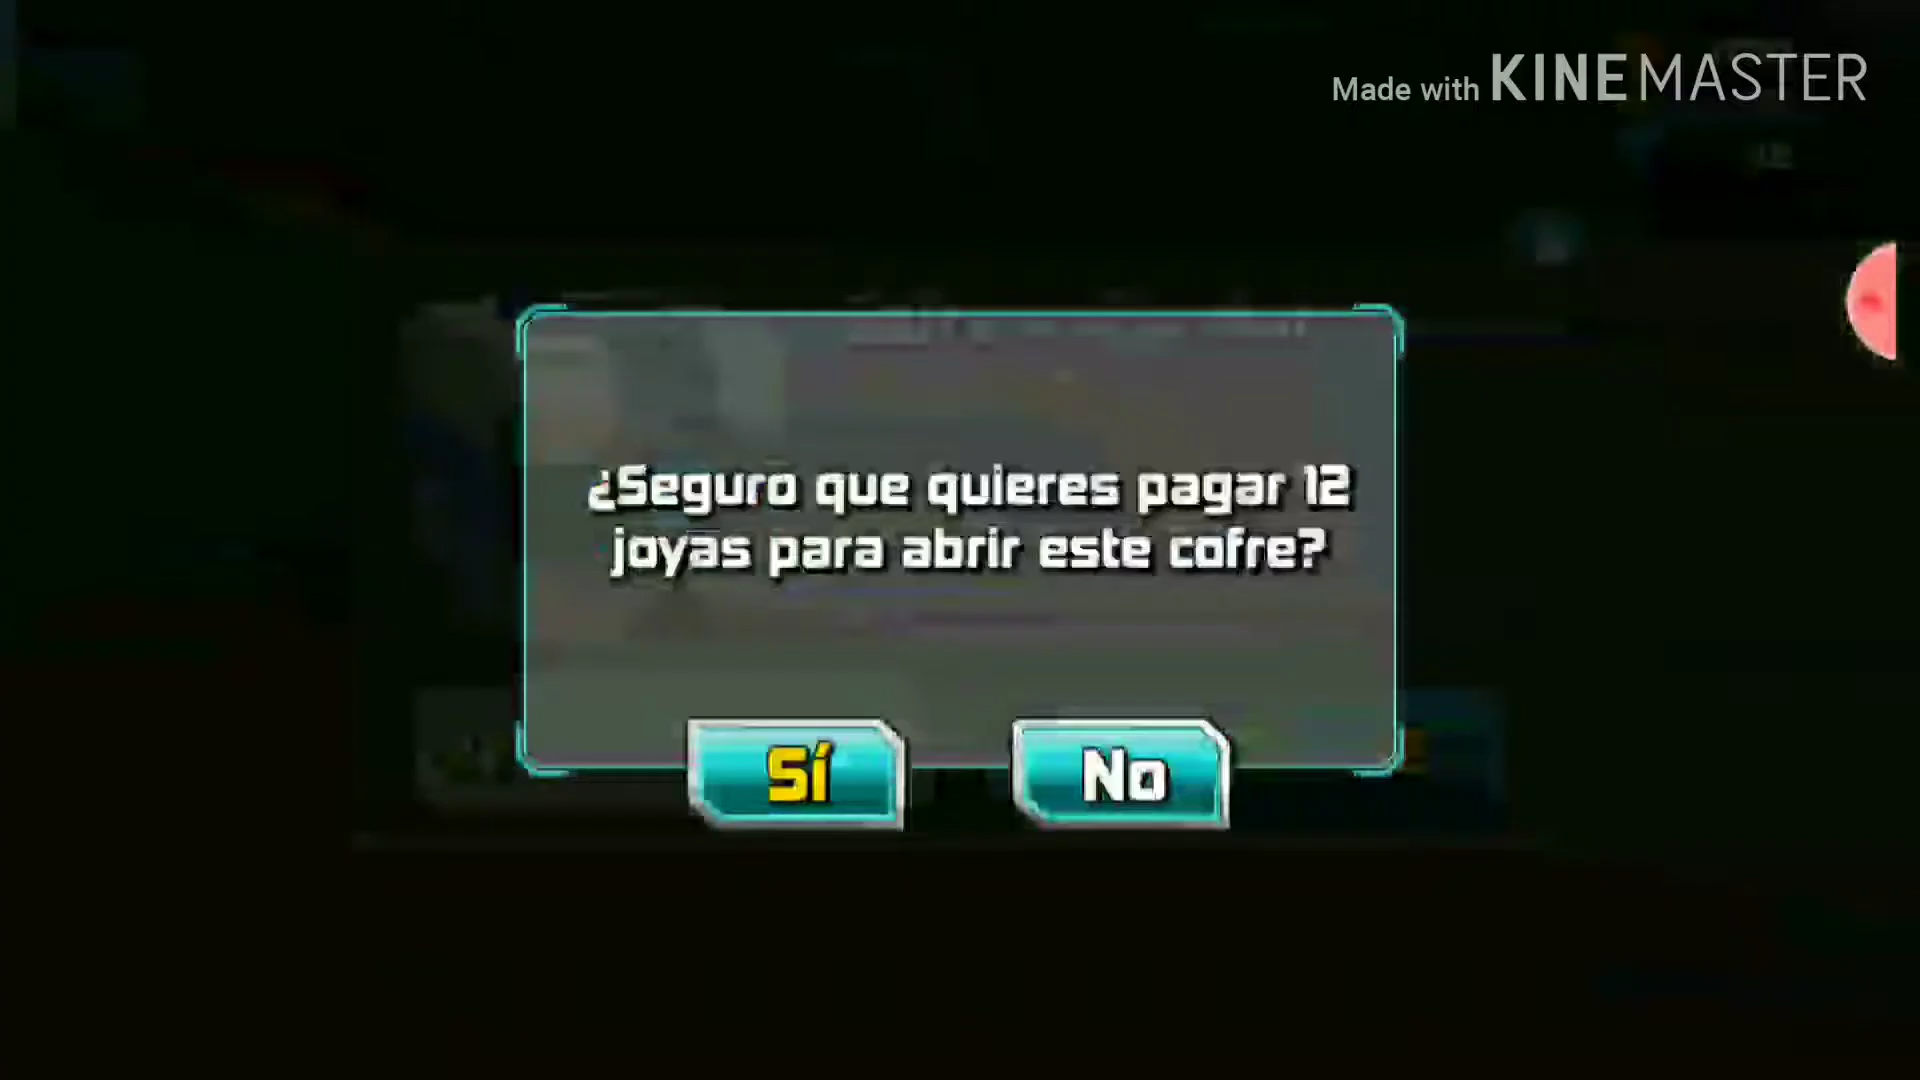 Made with KINEMASTER
¿Seguro que quieres pagar 12
joyas para abrir este cofre?
Sí
No